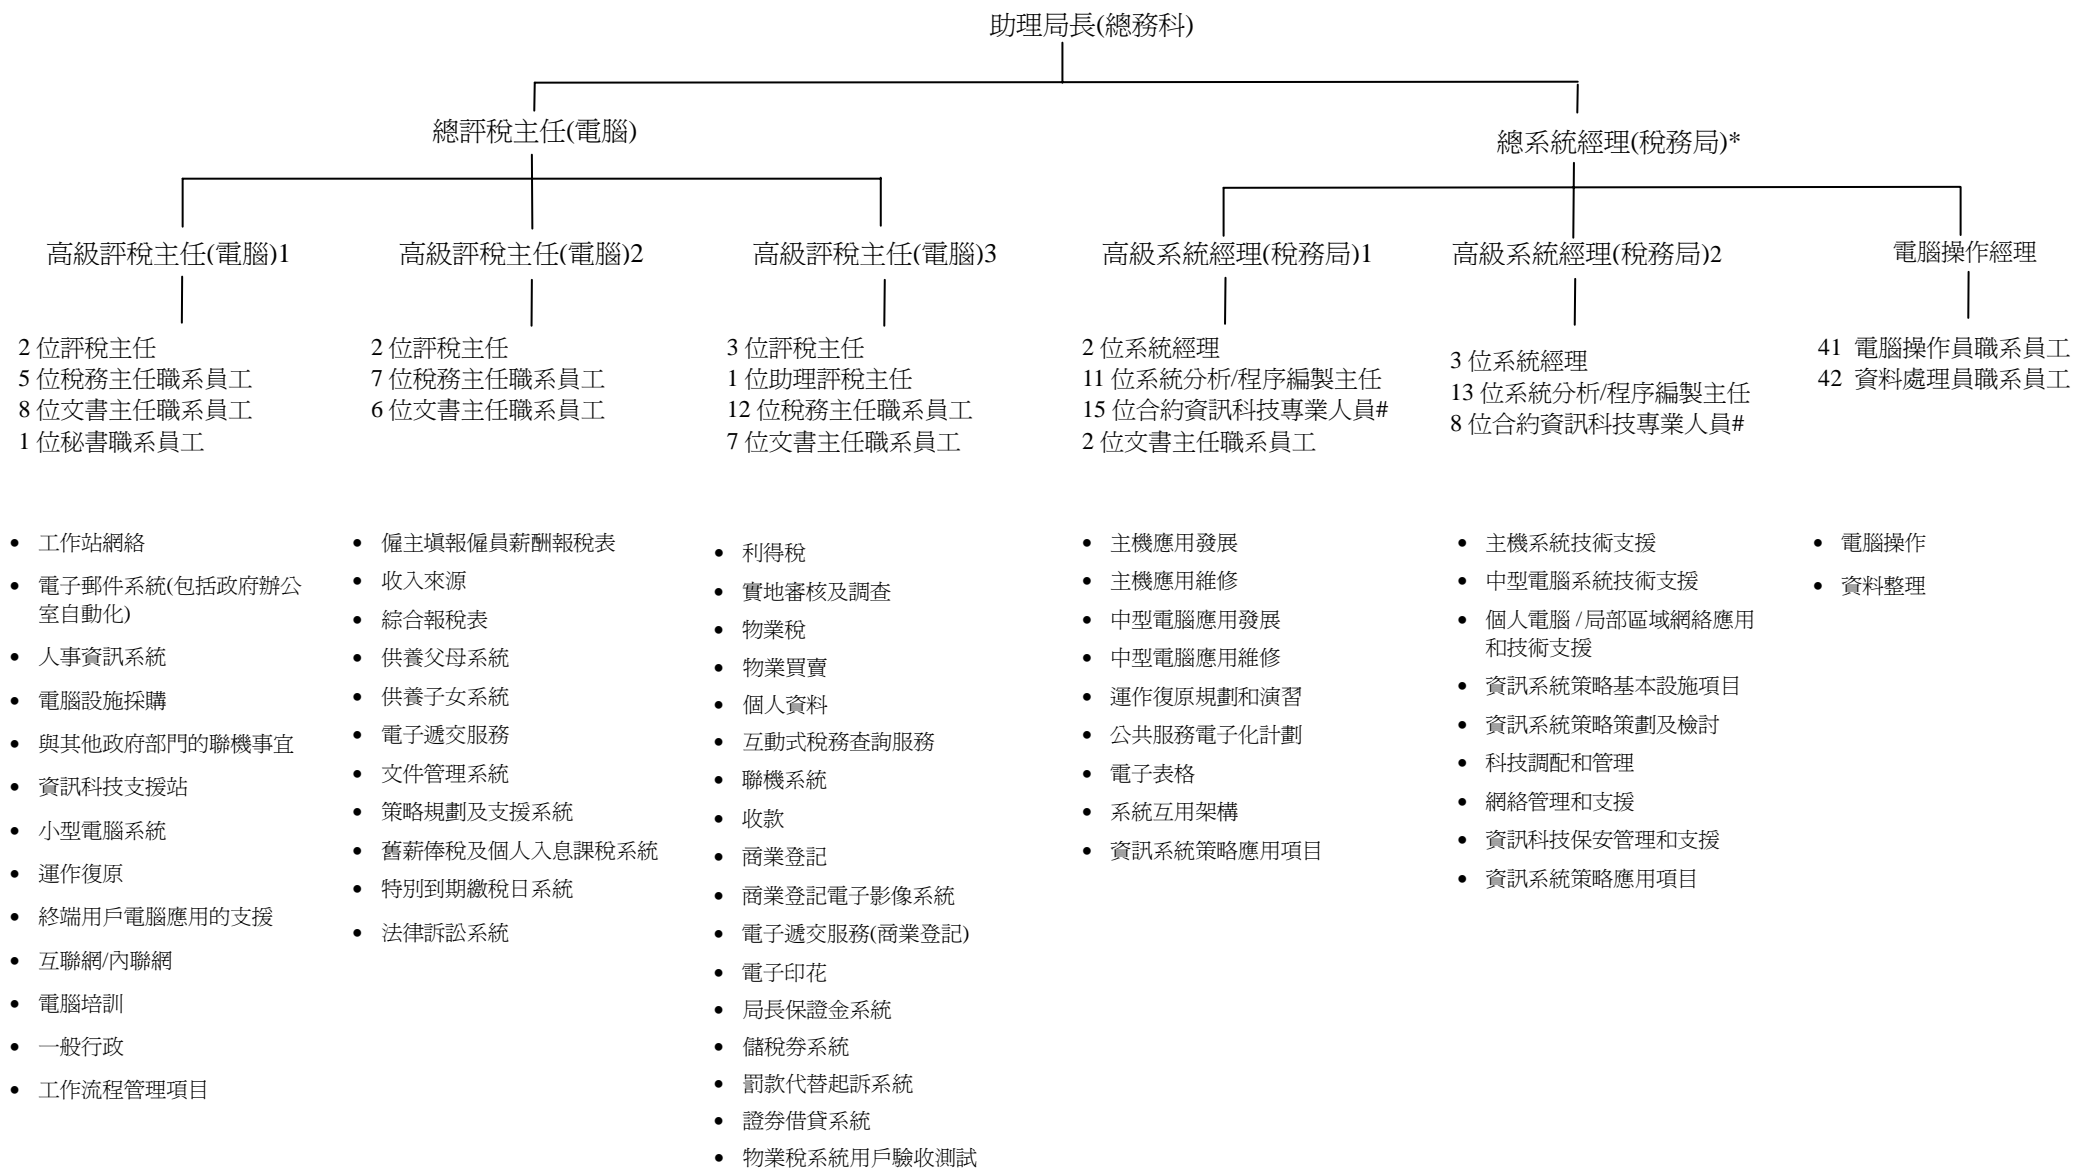 助理局長(總務科)
總評稅主任(電腦)
總系統經理(稅務局)*
高級評稅主任(電腦)1
高級評稅主任(電腦)2
高級評稅主任(電腦)3
高級系統經理(稅務局)1
高級系統經理(稅務局)2
電腦操作經理
2 位評稅主任
5 位稅務主任職系員工
8 位文書主任職系員工
1 位秘書職系員工
2 位評稅主任
7 位稅務主任職系員工
6 位文書主任職系員工
3 位評稅主任
1 位助理評稅主任
12 位稅務主任職系員工
7 位文書主任職系員工
2 位系統經理
11 位系統分析/程序編製主任
15 位合約資訊科技專業人員#
2 位文書主任職系員工
3 位系統經理
13 位系統分析/程序編製主任
8 位合約資訊科技專業人員#
41 電腦操作員職系員工
42 資料處理員職系員工
• 工作站網絡
• 電子郵件系統(包括政府辦公
室自動化)
• 人事資訊系統
• 電腦設施採購
• 與其他政府部門的聯機事宜
• 資訊科技支援站
• 小型電腦系統
• 運作復原
• 終端用戶電腦應用的支援
• 互聯網/內聯網
• 電腦培訓
• 一般行政
• 工作流程管理項目
• 僱主填報僱員薪酬報稅表
• 收入來源
• 綜合報稅表
• 供養父母系統
• 供養子女系統
• 電子遞交服務
• 文件管理系統
• 策略規劃及支援系統
• 舊薪俸稅及個人入息課稅系統
• 特別到期繳稅日系統
• 法律訴訟系統
• 利得稅
• 實地審核及調查
• 物業稅
• 物業買賣
• 個人資料
• 互動式稅務查詢服務
• 聯機系統
• 收款
• 商業登記
• 商業登記電子影像系統
• 電子遞交服務(商業登記)
• 電子印花
• 局長保證金系統
• 儲稅券系統
• 罰款代替起訴系統
• 證券借貸系統
• 物業稅系統用戶驗收測試
• 主機應用發展
• 主機應用維修
• 中型電腦應用發展
• 中型電腦應用維修
• 運作復原規劃和演習
• 公共服務電子化計劃
• 電子表格
• 系統互用架構
• 資訊系統策略應用項目
• 主機系統技術支援
• 中型電腦系統技術支援
• 個人電腦 /局部區域網絡應用
和技術支援
• 資訊系統策略基本設施項目
• 資訊系統策略策劃及檢討
• 科技調配和管理
• 網絡管理和支援
• 資訊科技保安管理和支援
• 資訊系統策略應用項目
• 電腦操作
• 資料整理